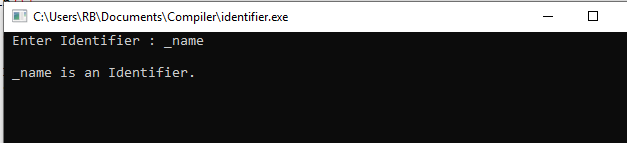 C:\Users\RB\Documents\Compiler\identifier.exe
Enter Identifier : _name
_name is an Identifier.